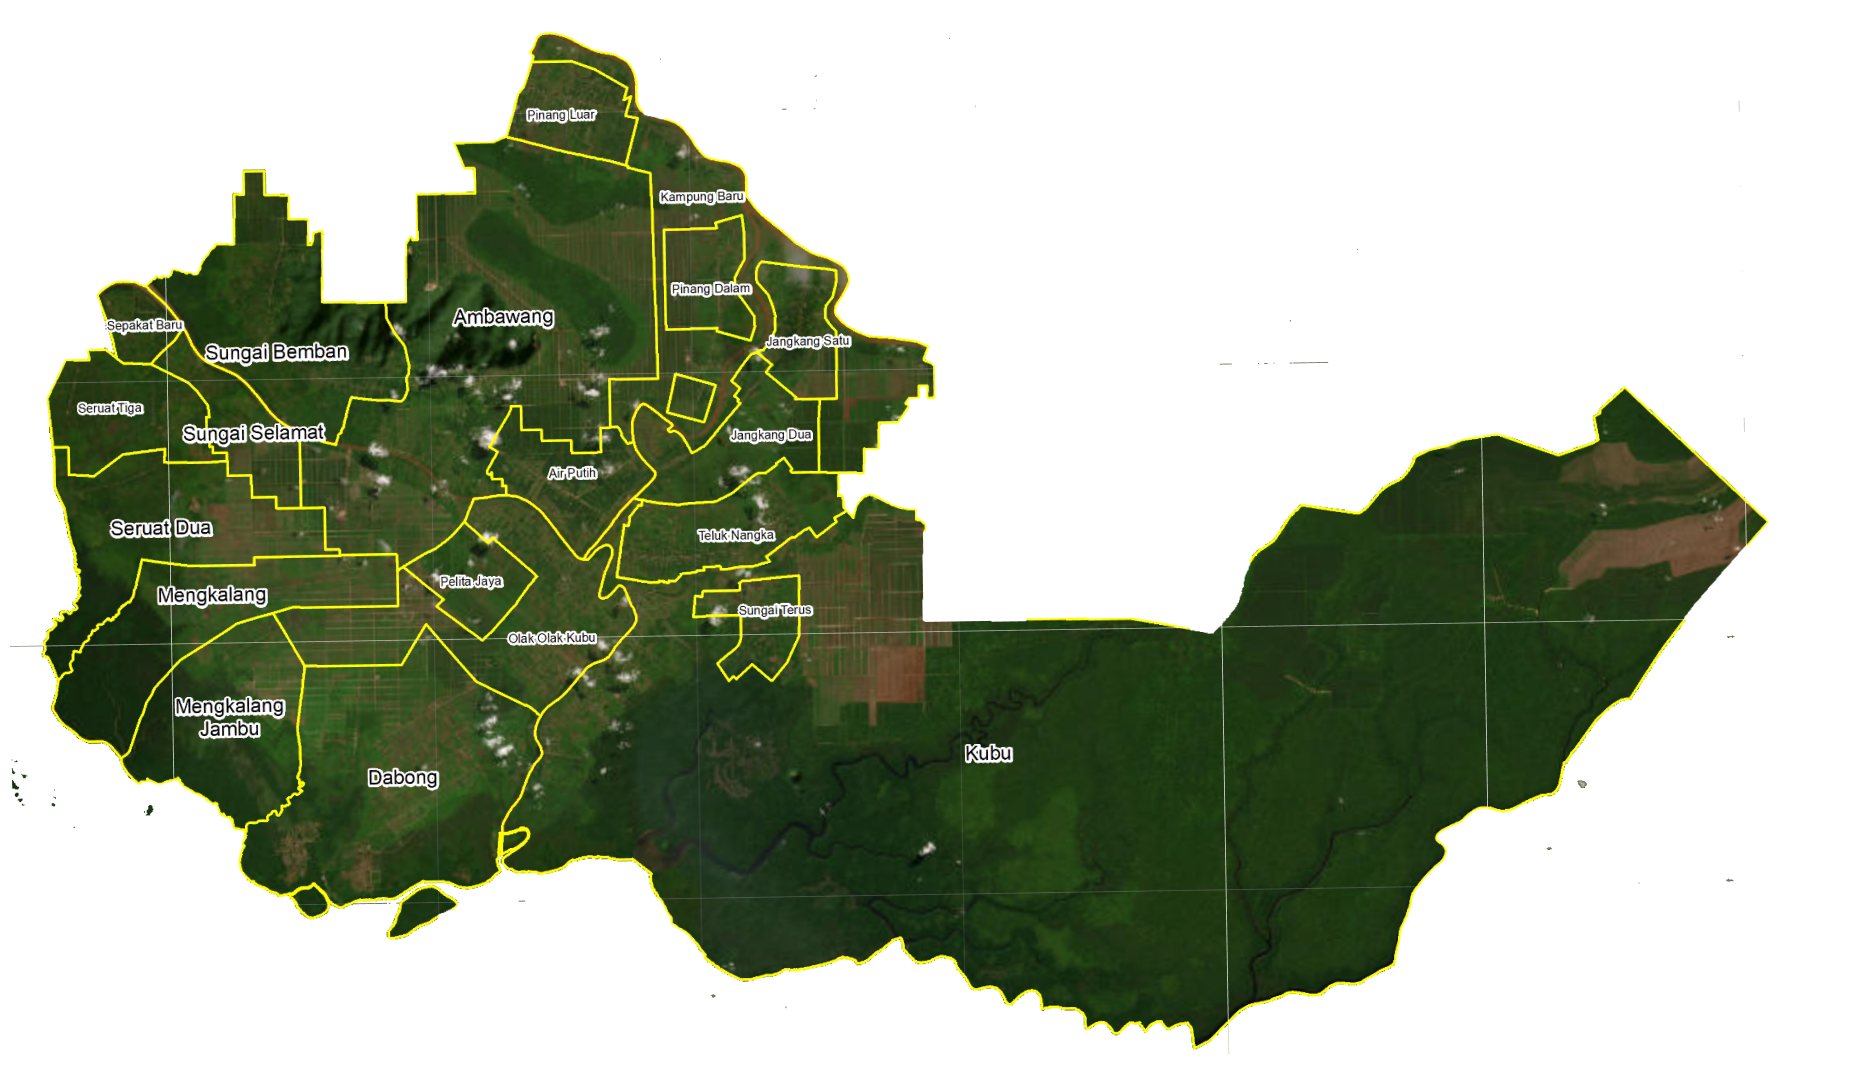 Pinang Luar
Kampung Baru
Pinang Dalam
Ambawang
Sepakat Baru
Jangkang Satu
Sungai Bemban
Seruat Tiga
Sungai Selamat
Jangkang Dua
Air Putih
Seruat Dua
Teluk Nangka
Pelita Jaya
Mengkalang
Sungai Terus
Olak Olak Kubu
Mengkalang
Jambu
Kubu
Dabong